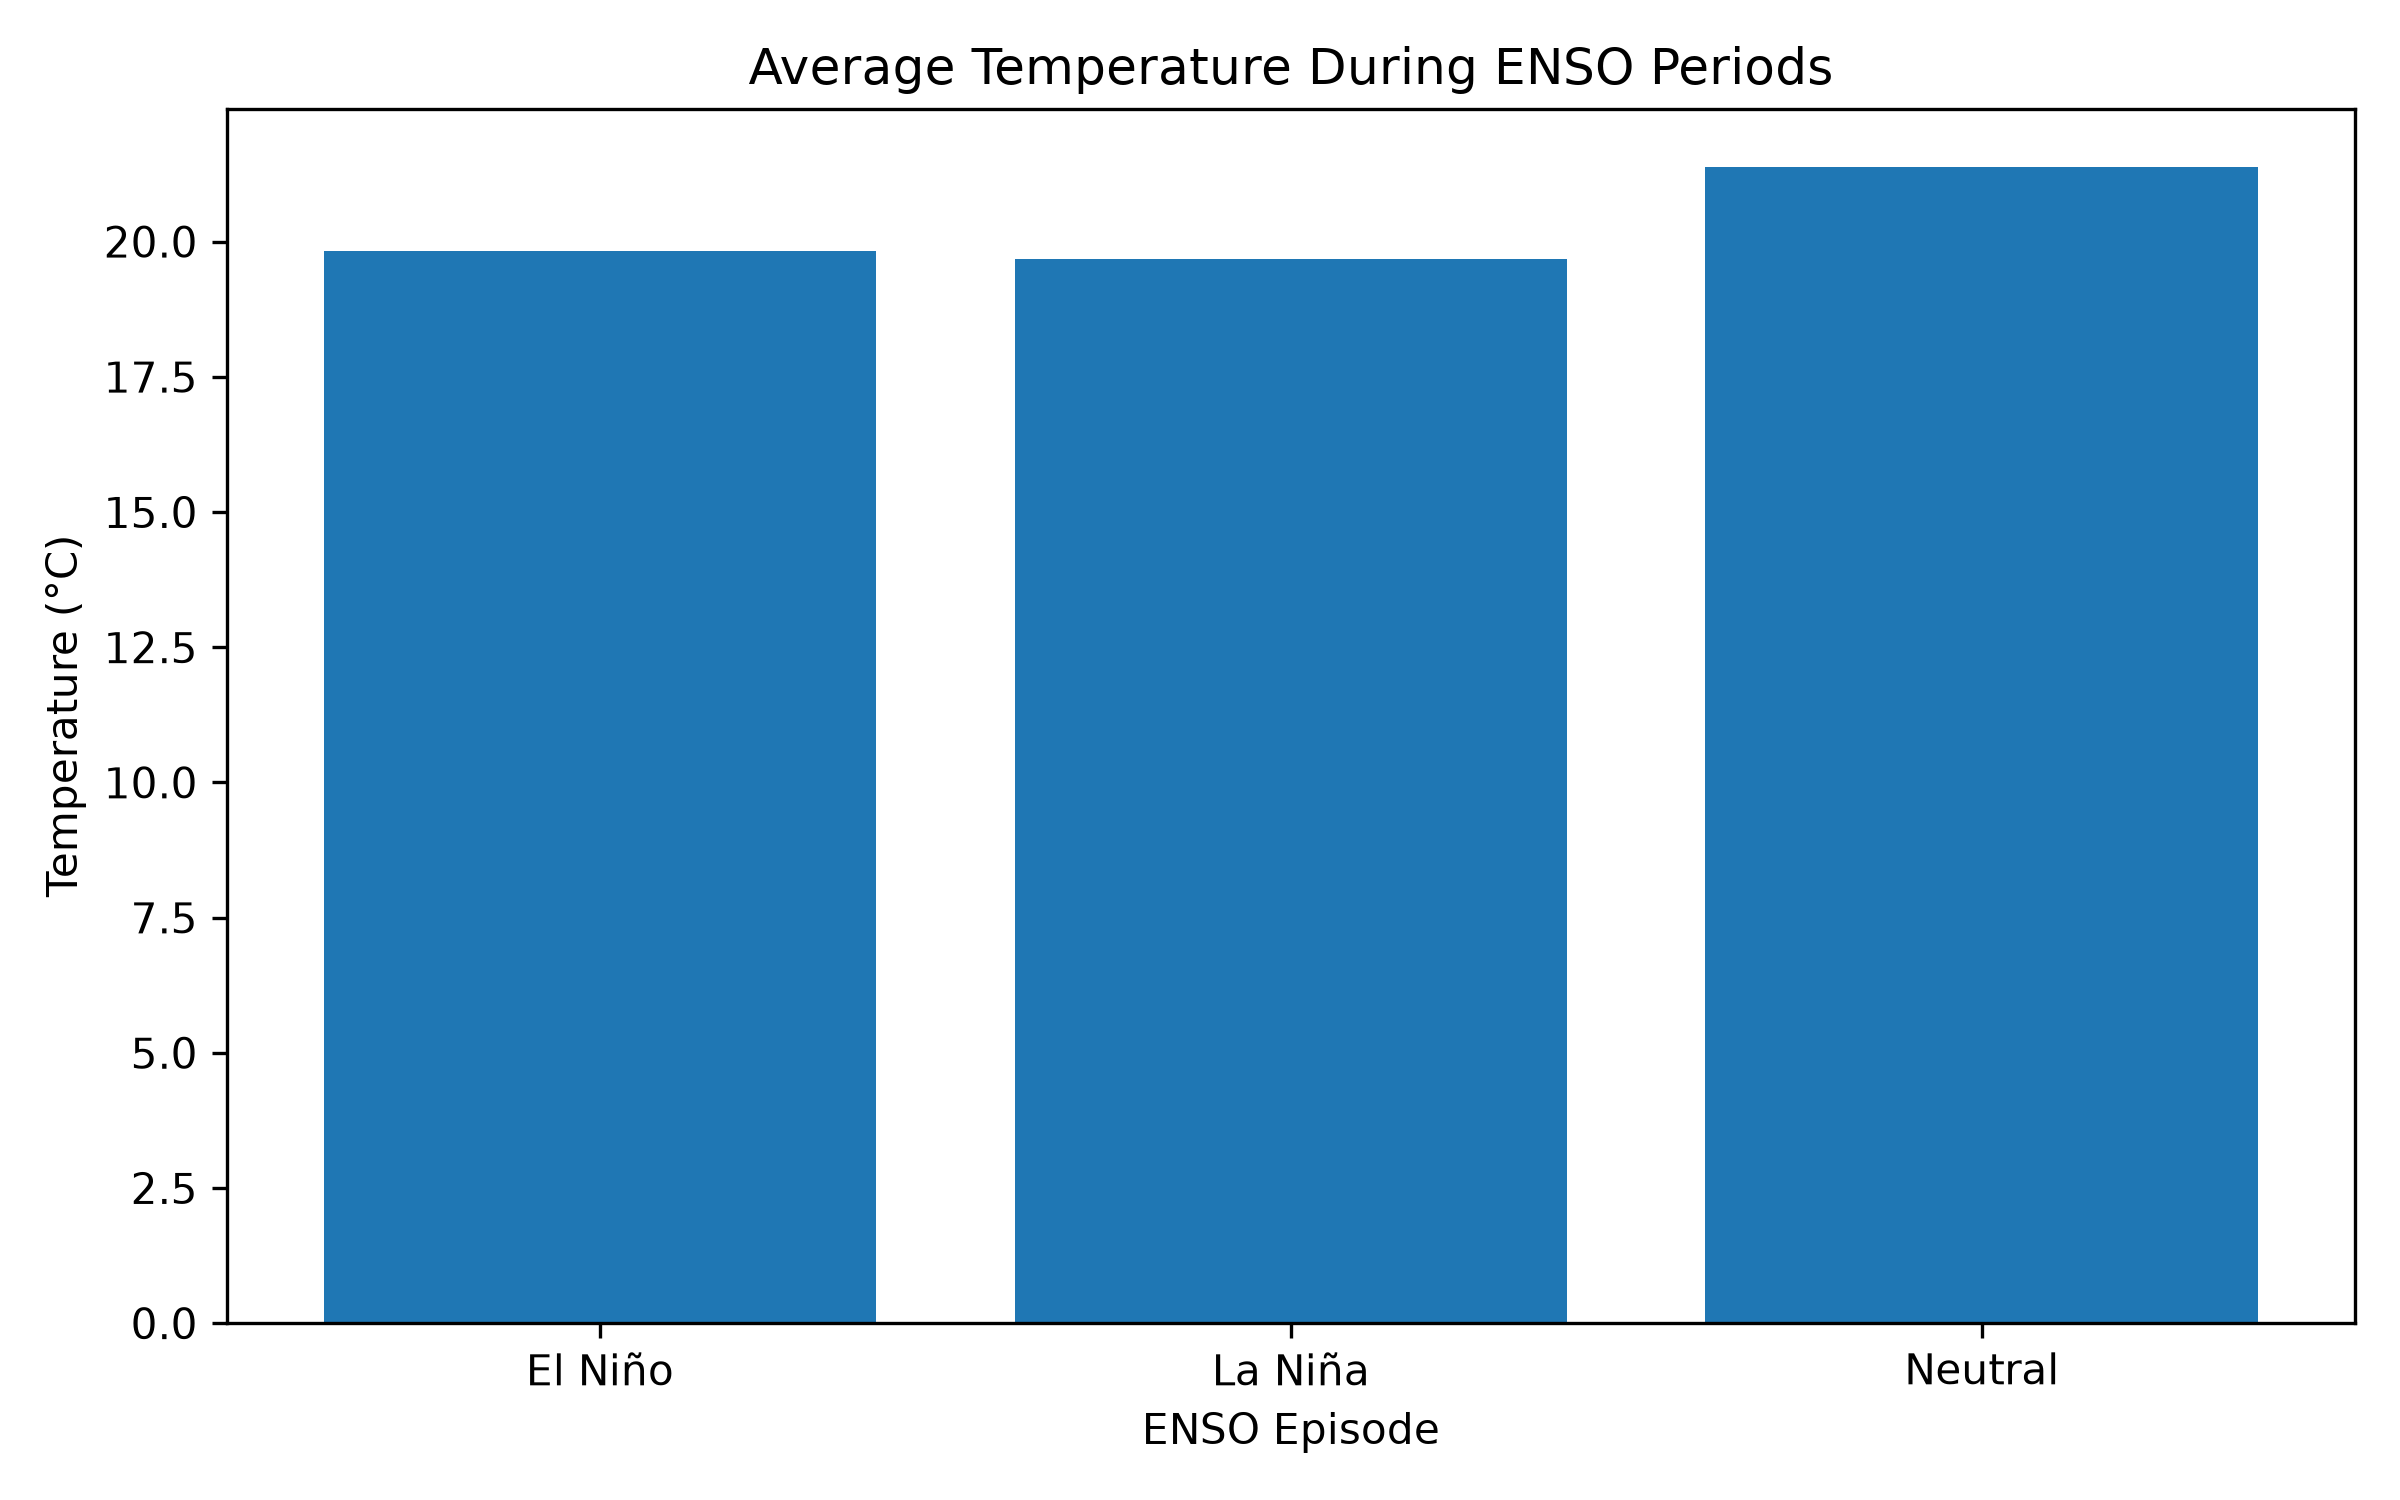 Average Temperature During ENSO Periods
Temperature (°C)
20.0
17.5
15.0
12.5
10.0
7.5
5.0
2.5
0.0
El Niño La Niña Neutral
ENSO Episode